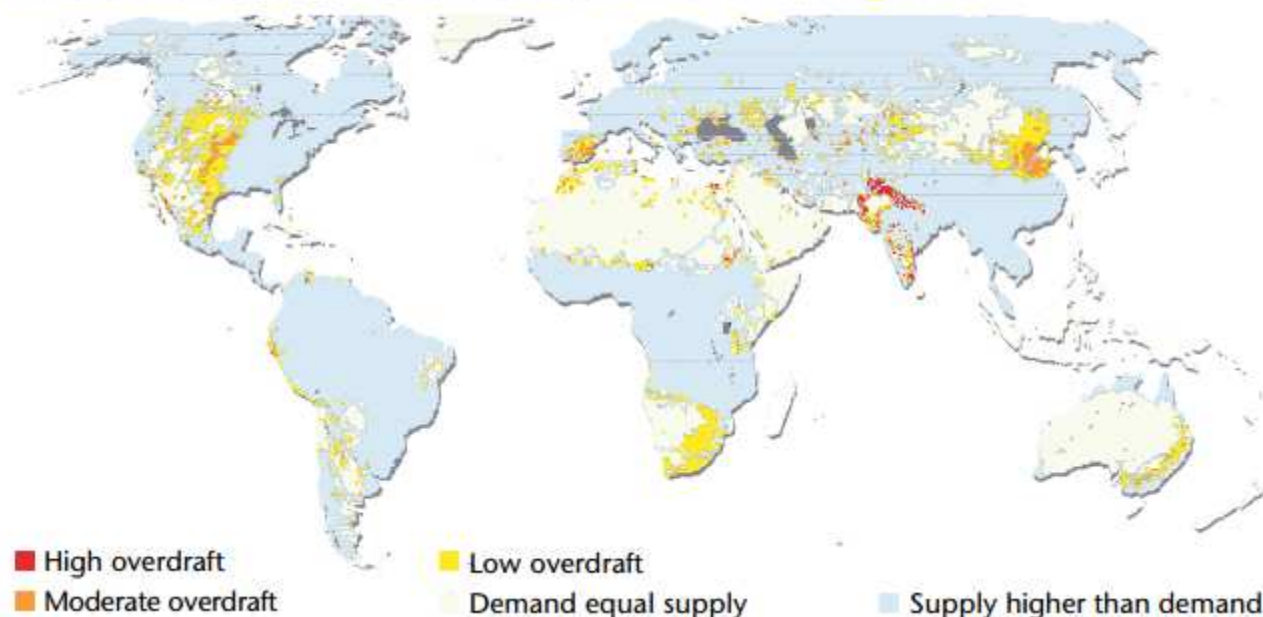 High overdraft
Low overdraft
Moderate overdraft
Demand equal supply
Supply higher than demand